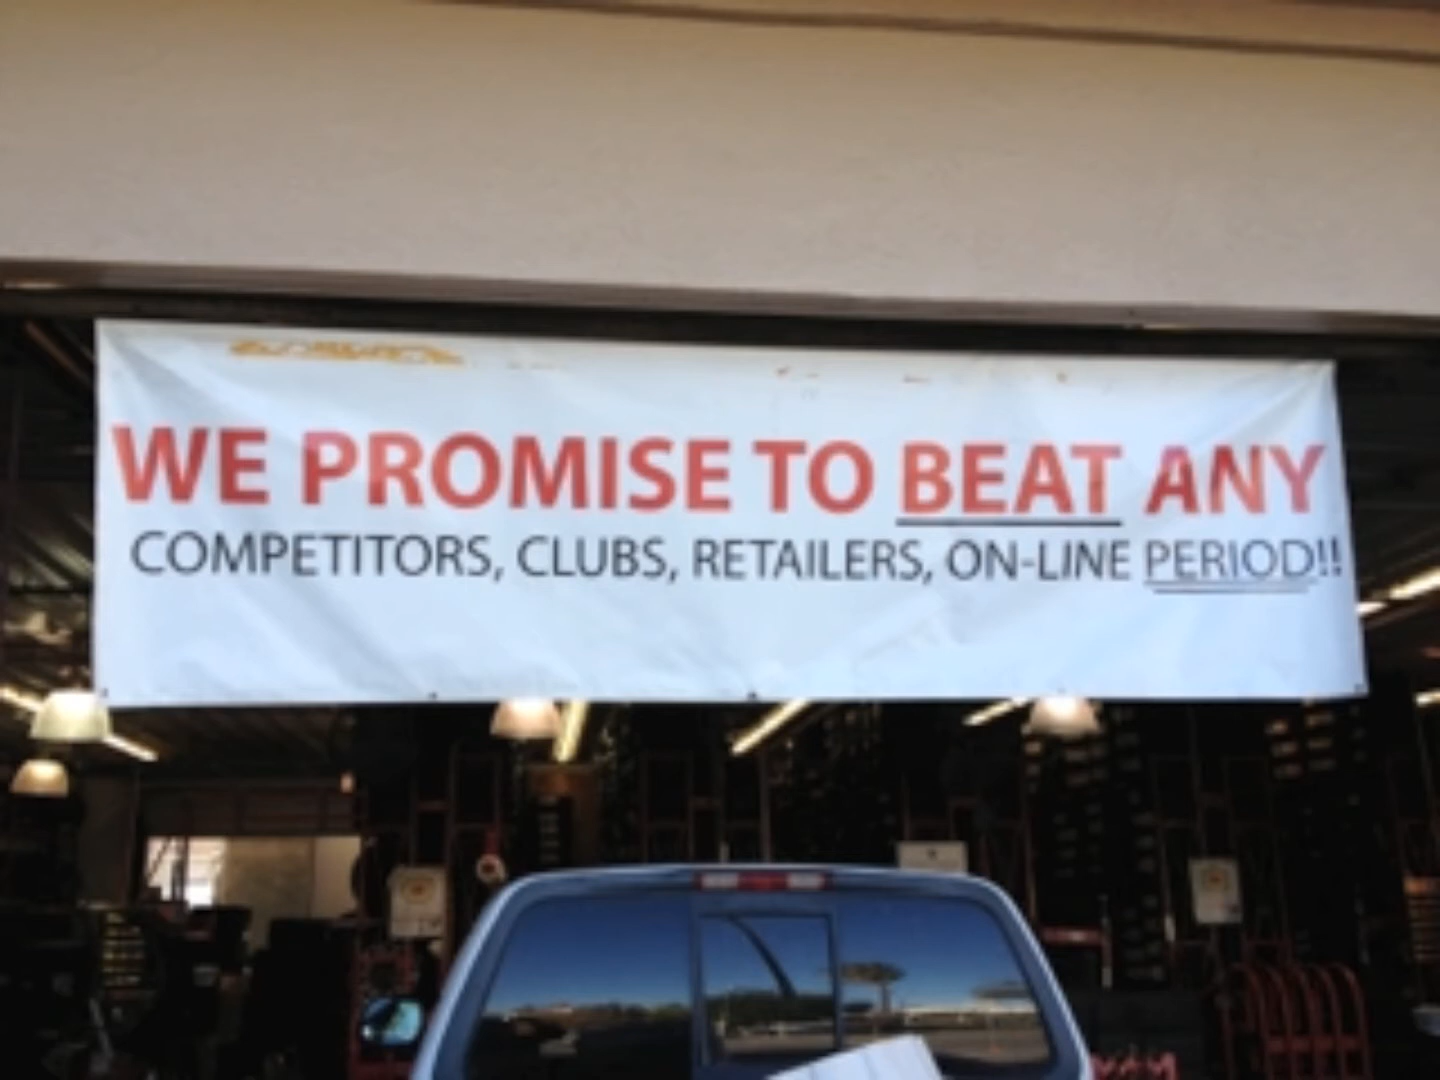 WE PROMISE TO BEAT ANY
COMPETITORS, CLUBS, RETAILERS, ON-LINE PERIOD!!